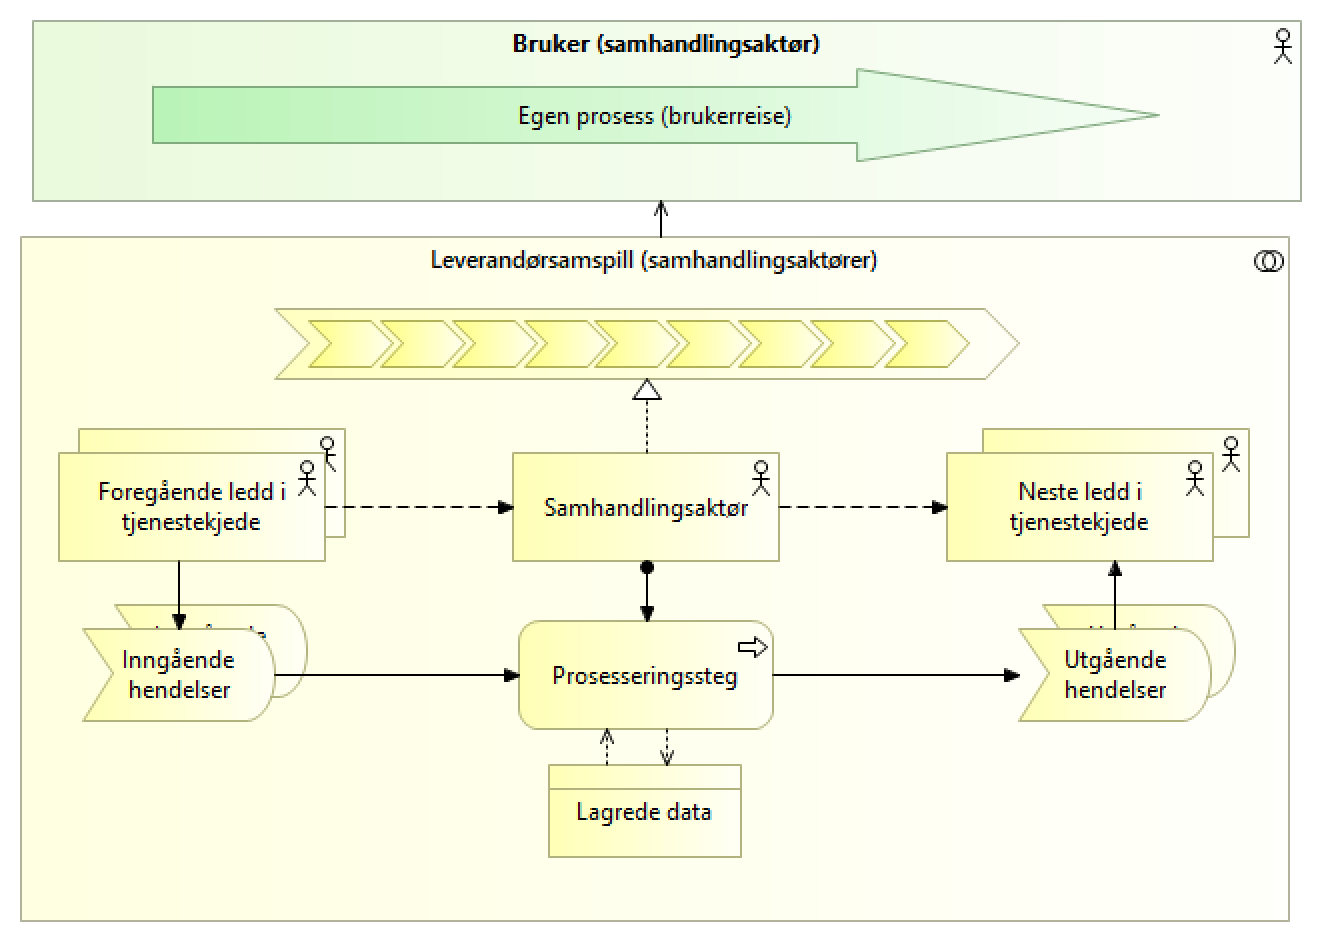 Bruker (samhandlingsaktør)
Egen prosess (brukerreise)
Leverandørsamspill (samhandlingsaktører)
Foregående ledd i
tjenestekjede
Samhandlingsaktør
Neste ledd i
tjenestekjede
Inngående
hendelser
Prosesseringssteg
Utgående
hendelser
Lagrede data